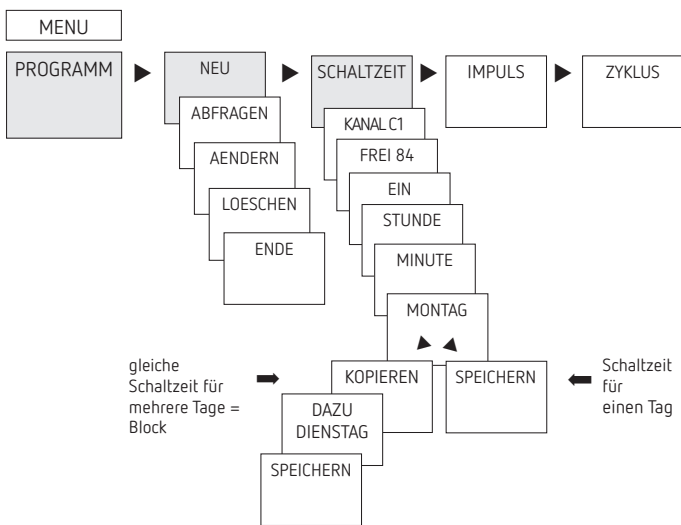 MENU
PROGRAMM
NEU
SCHALTZEIT
IMPULS
ZYKLUS
ABFRAGEN
AENDERN
LOESCHEN
ENDE
KANAL C1
FREI 84
EIN
STUNDE
MINUTE
MONTAG
gleiche
Schaltzeit für
mehrere Tage =
Block
KOPIEREN
DAZU
DIENSTAG
SPEICHERN
SPEICHERN
Schaltzeit
für
einen Tag